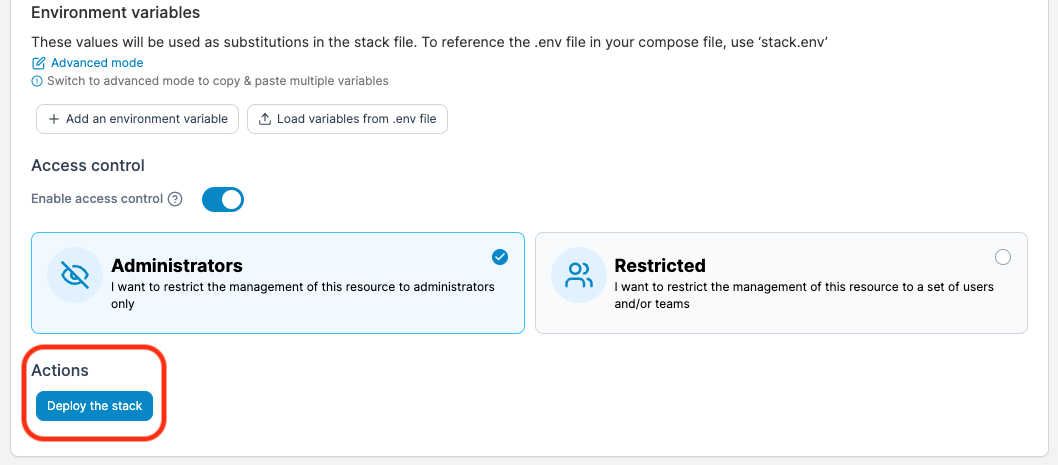 Environment variables
These values will be used as substitutions in the stack file. To reference the .env file in your compose file, use ‘stack.env’
Advanced mode
Switch to advanced mode to copy & paste multiple variables
+ Add an environment variable
Load variables from .env file
Access control
Enable access control ?
Administrators
I want to restrict the management of this resource to administrators
only
Restricted
I want to restrict the management of this resource to a set of users
and/or teams
Actions
Deploy the stack